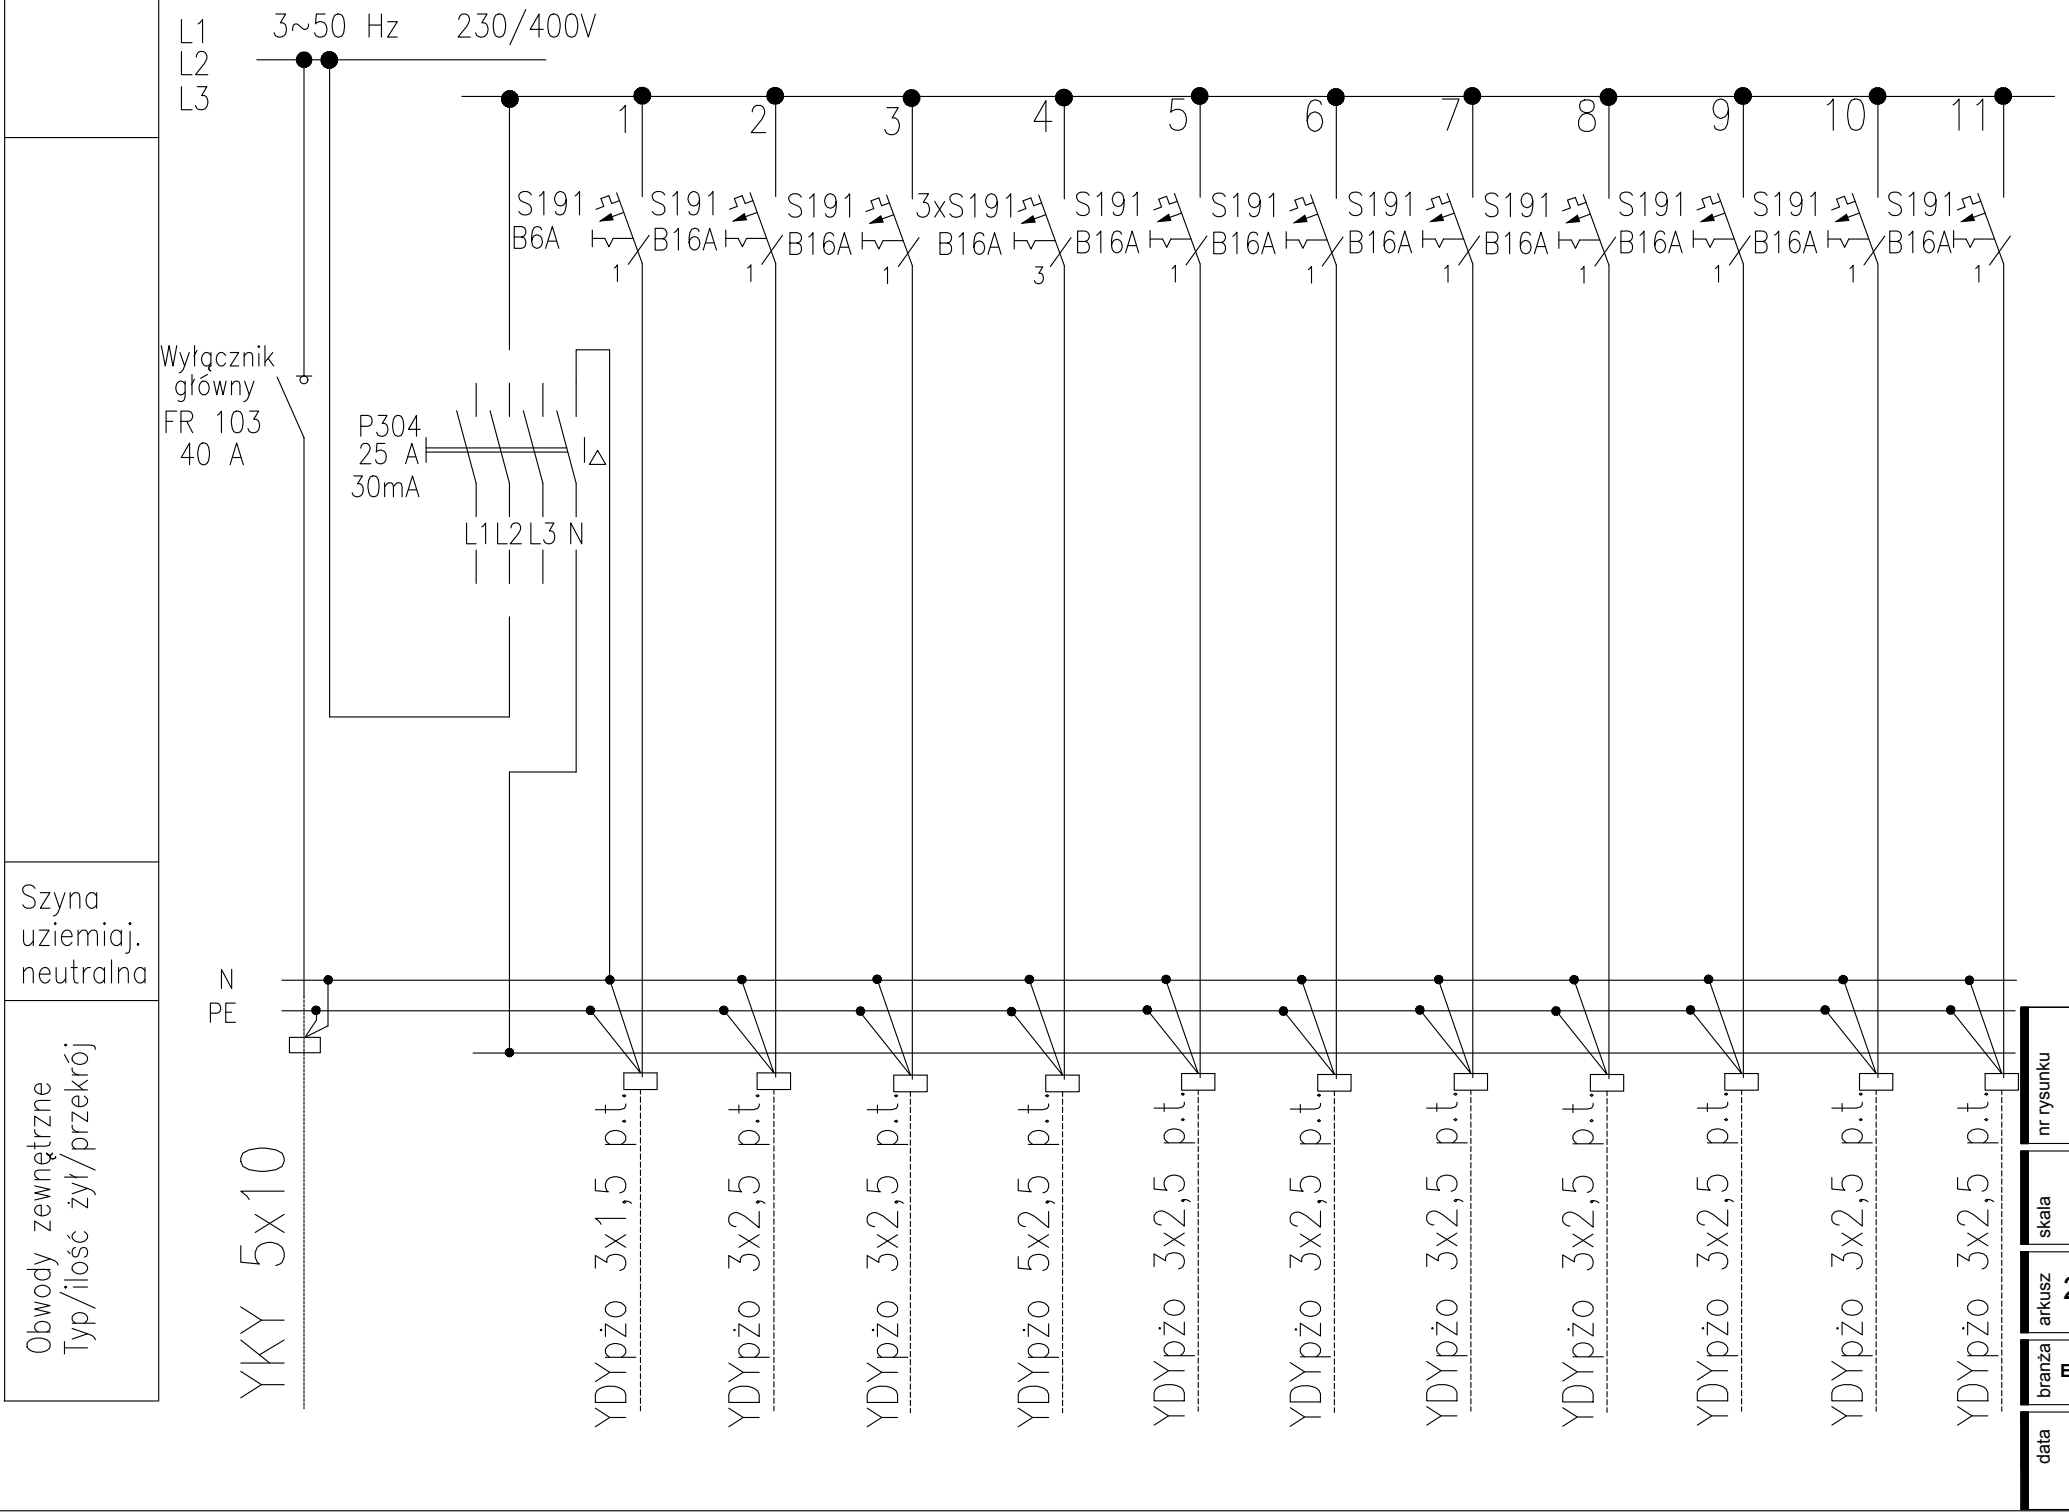 L1
L2
L3
3~50 Hz 230/400V
1
2
3
4
5
6
7
8
9
10
11
S191
B6A
1
S191
B16A
1
S191
B16A
1
3xS191
B16A
3
S191
B16A
1
S191
B16A
1
S191
B16A
1
S191
B16A
1
S191
B16A
1
S191
B16A
1
S191
B16A
1
Wyłącznik
główny
FR 103
40 A
P304
25 A
30mA
L1 L2 L3 N
Szyna
uziemiaj.
neutralna
N
PE
Obwody zewnętrzne
Typ/ilość żył/przekrój
YKY 5x10
YDYpżo 3x1,5 p.t.
YDYpżo 3x2,5 p.t.
YDYpżo 3x2,5 p.t.
YDYpżo 5x2,5 p.t.
YDYpżo 3x2,5 p.t.
YDYpżo 3x2,5 p.t.
YDYpżo 3x2,5 p.t.
YDYpżo 3x2,5 p.t.
YDYpżo 3x2,5 p.t.
YDYpżo 3x2,5 p.t.
YDYpżo 3x2,5 p.t.
nr rysunku
skala
arkusz
branża
data